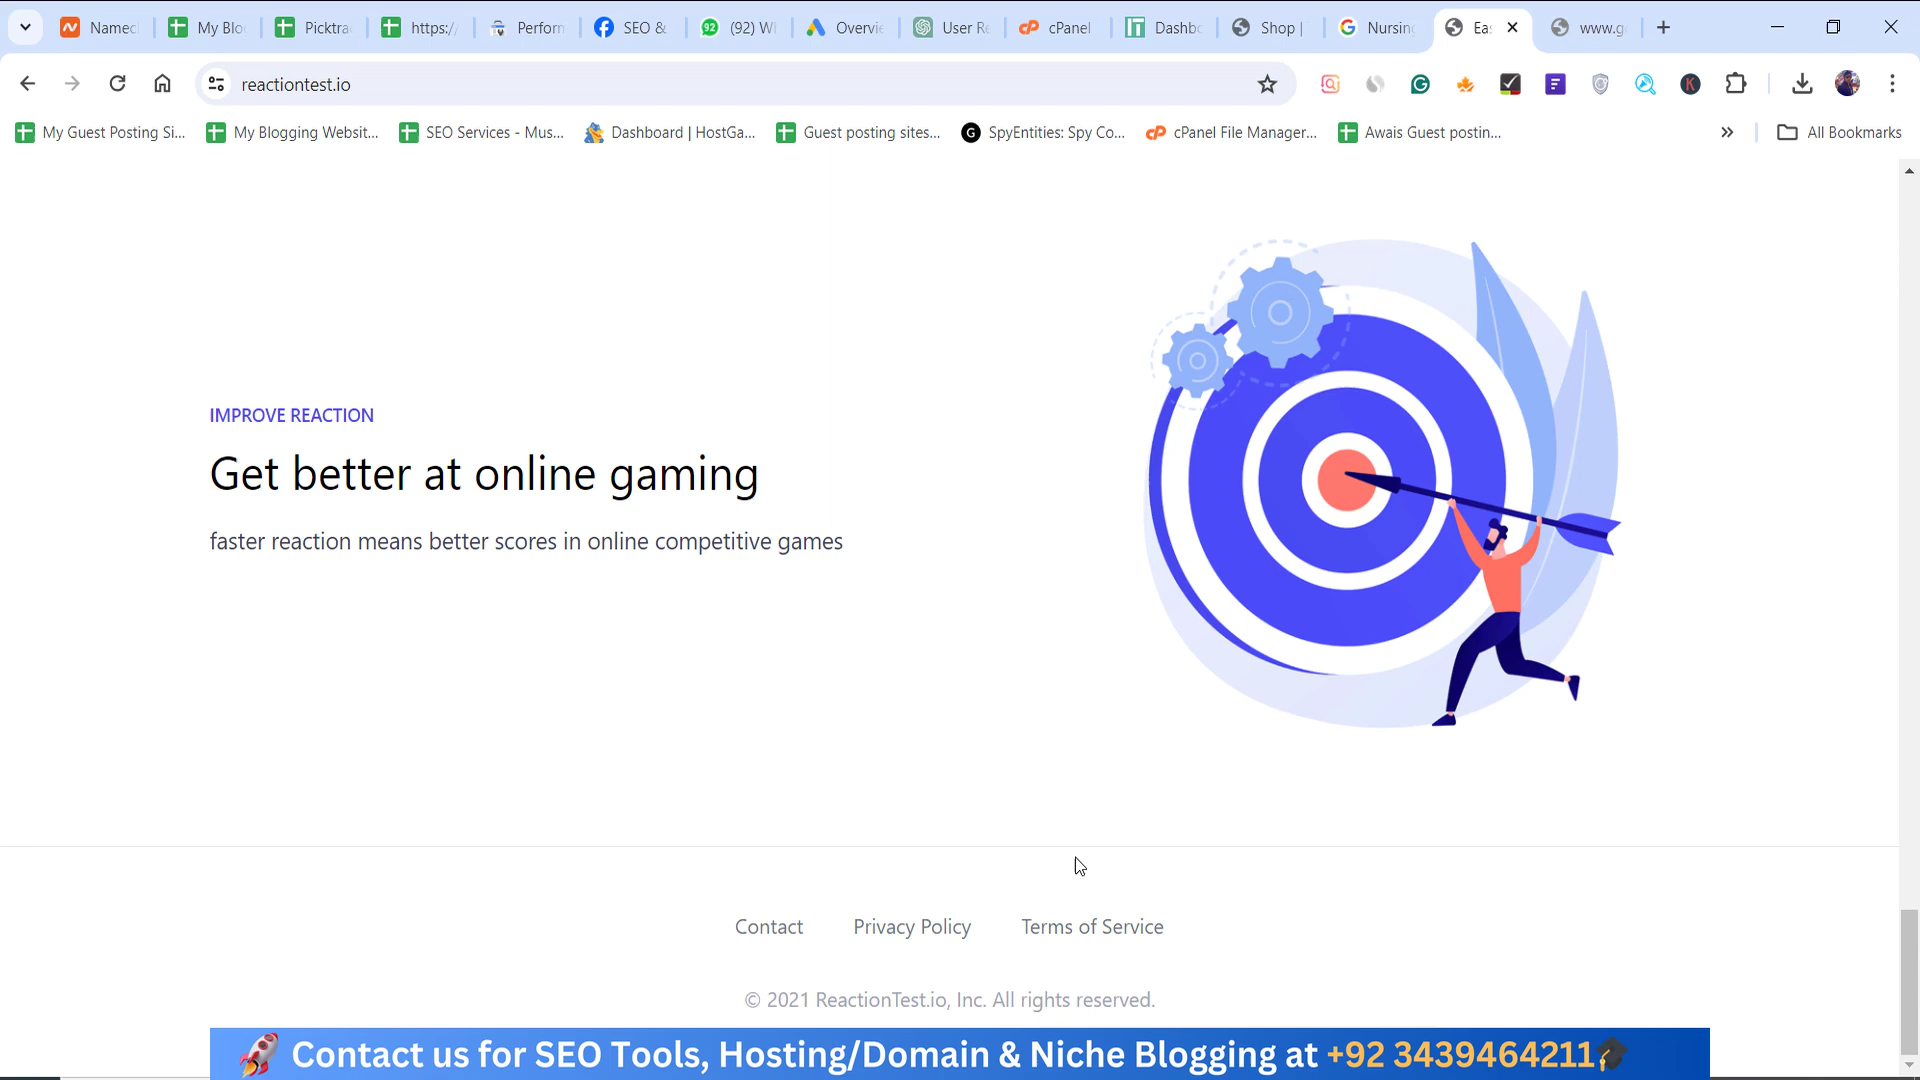 Namec
My Blo
Picktra
https:/
Perforn
SEO &
(92) W
Overvie
User Re
cPanel
Dashbo
Shop |
Nursing
Eas
www.g
reactiontest.io
My Guest Posting Si...
My Blogging Websit...
SEO Services - Mus...
Dashboard | HostGa...
Guest posting sites...
SpyEntities: Spy Co...
cPanel File Manager...
Awais Guest postin...
All Bookmarks
IMPROVE REACTION
Get better at online gaming
faster reaction means better scores in online competitive games
Contact
Privacy Policy
Terms of Service
© 2021 ReactionTest.io, Inc. All rights reserved.
🚀 Contact us for SEO Tools, Hosting/Domain & Niche Blogging at +92 3439464211🎓